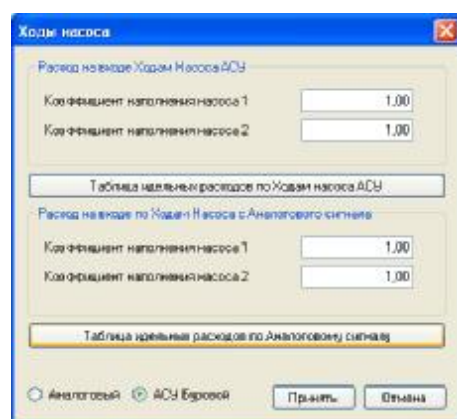 Ходы насоса
Расход на входе Ходам Насоса АСУ
Коэффициент наполнения насоса 1
1,00
Коэффициент наполнения насоса 2
1,00
Таблица идельных расходов по Ходам насоса АСУ
Расход на входе по Ходам Насоса с Аналогового сигнала
Коэффициент наполнения насоса 1
1,00
Коэффициент наполнения насоса 2
1,00
Таблица идельных расходов по Аналоговому сигналу
Аналоговый
АСУ Буровой
Принять
Отмена